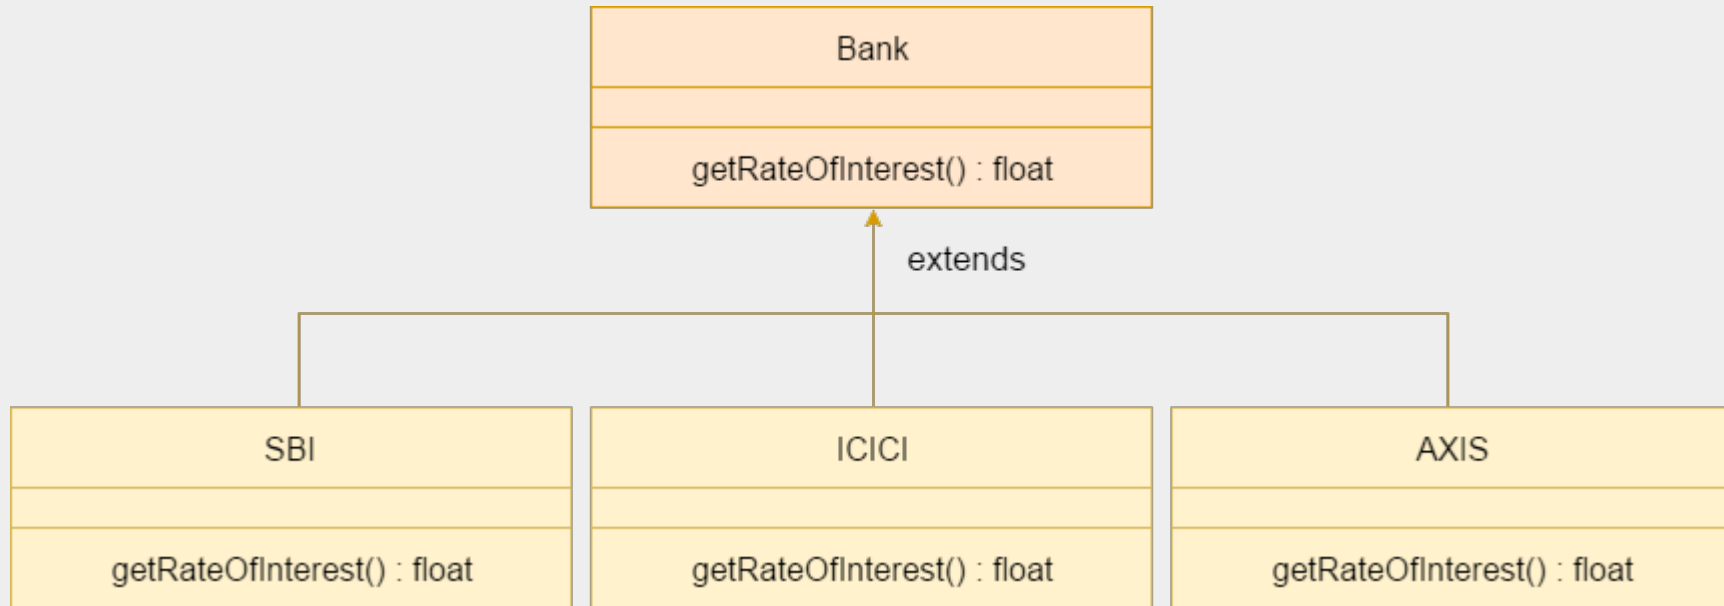 Bank
getRateOfInterest() : float
extends
SBI
ICICI
AXIS
getRateOfInterest() : float
getRateOfInterest() : float
getRateOfInterest() : float